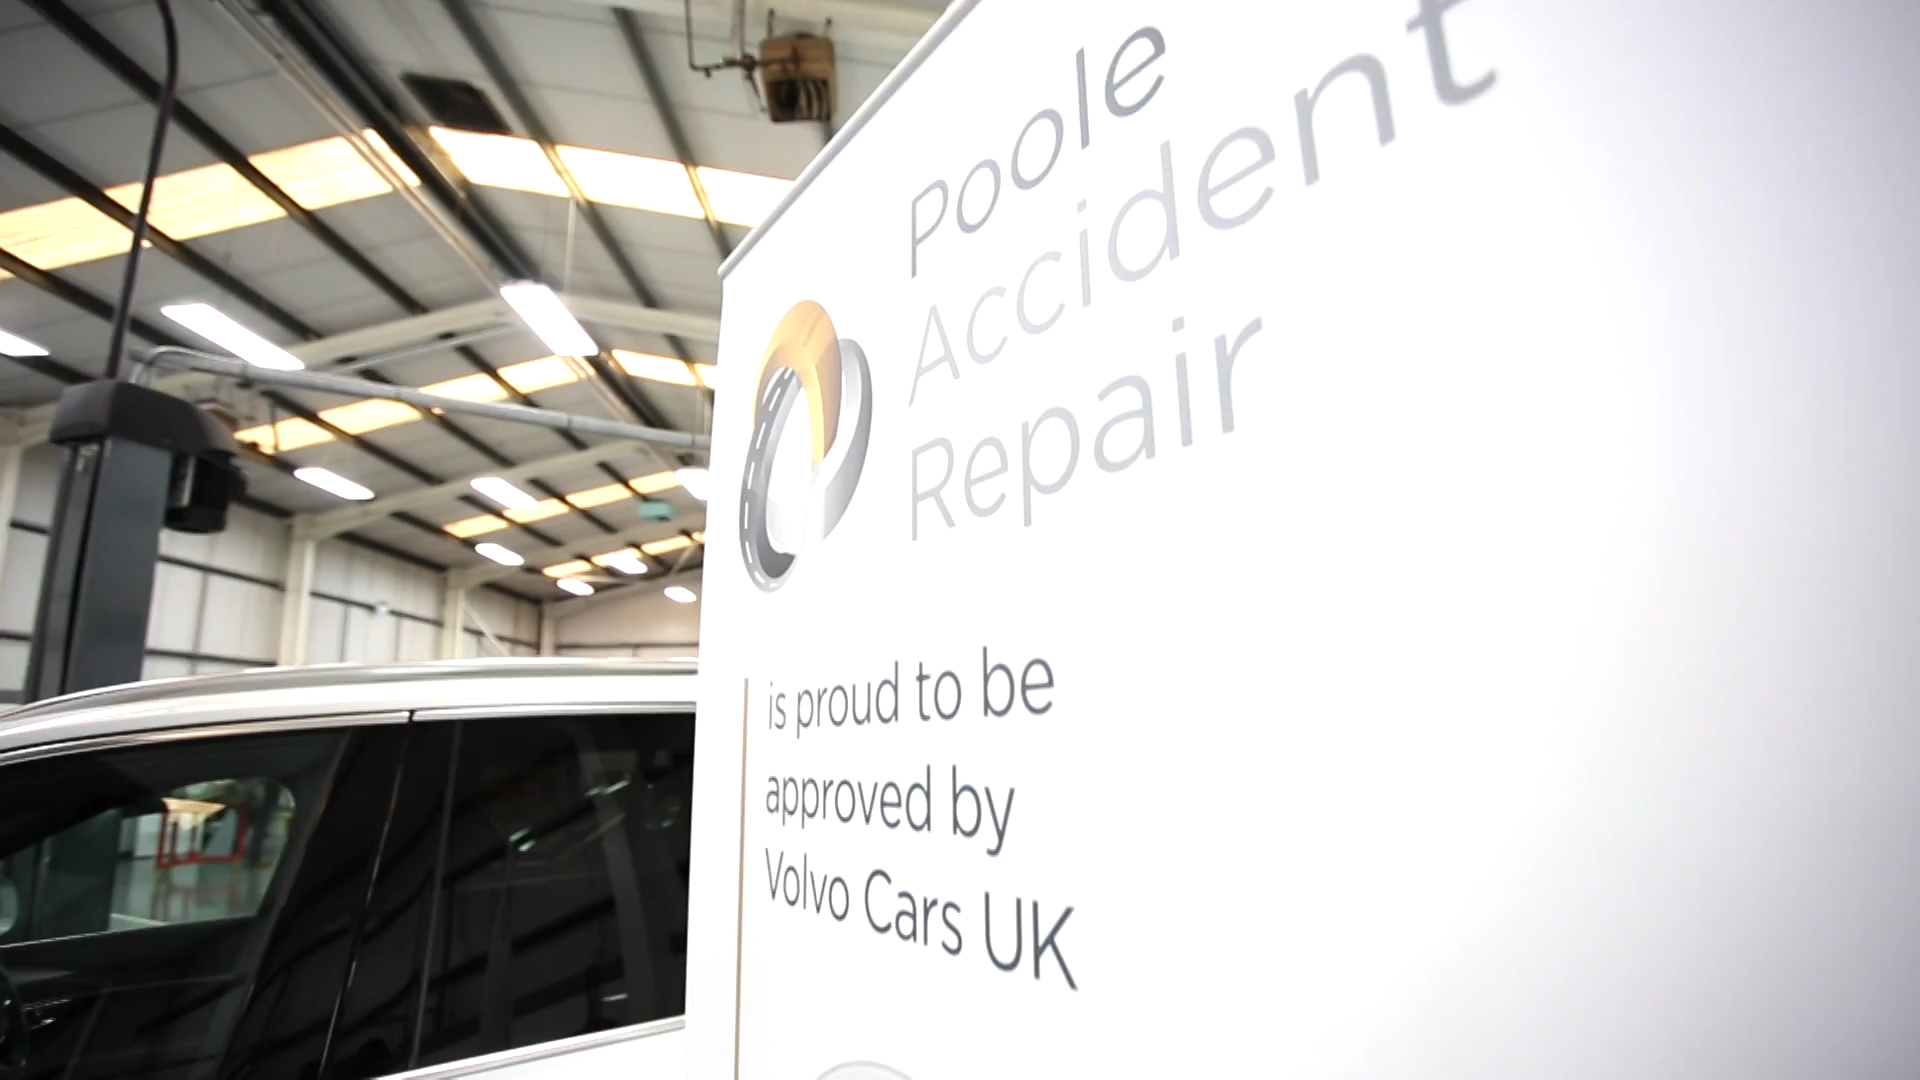 Poole
Accident
Repair
is proud to be
approved by
Volvo Cars UK